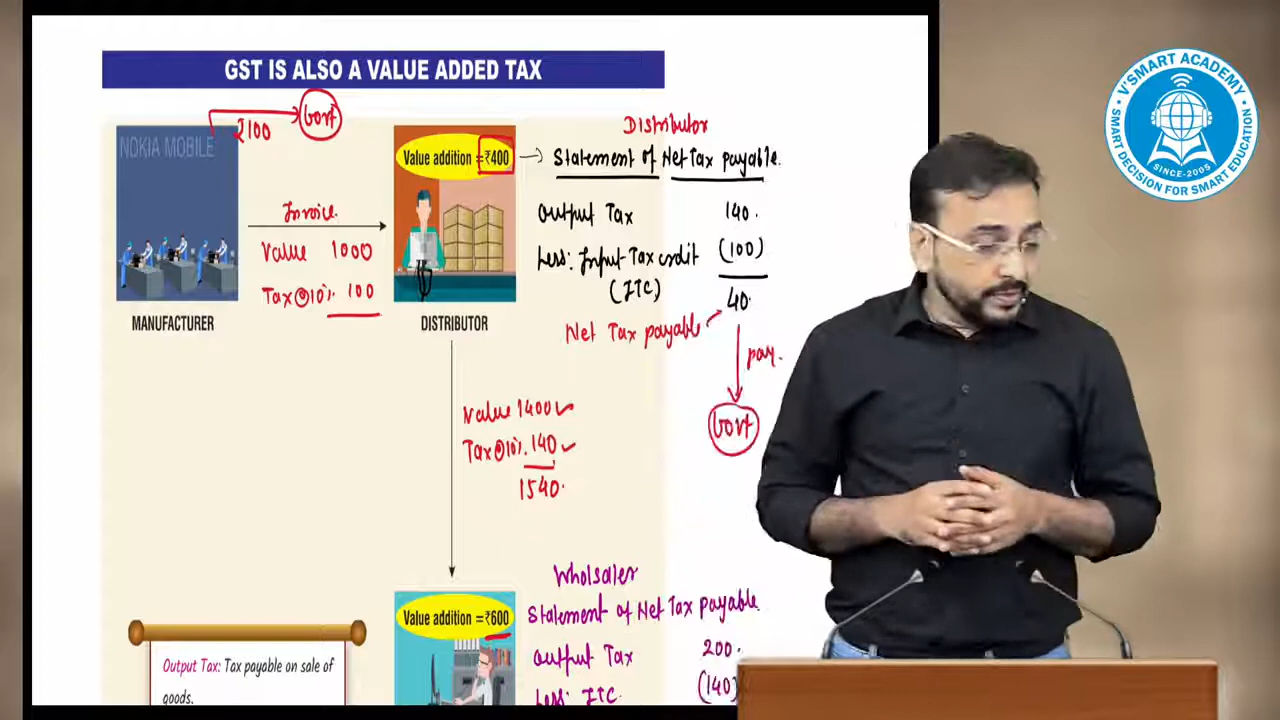 GST IS ALSO A VALUE ADDED TAX
NOKIA MOBILE
₹100
Govt
Invoice.
Value 1000
Tax@10%. 100
MANUFACTURER
Value addition =₹400
DISTRIBUTOR
Distributor
Statement of Net Tax payable.
Output Tax 140.
Less: Input Tax credit (100)
(ITC)
40.
Net Tax payable
pay.
Govt
Value 1400
Tax@10%. 140
1540.
Wholsaler
Value addition =₹600
Statement of Net Tax payable.
Output Tax 200.
Less: ITC. (140)
Output Tax: Tax payable on sale of
goods.
V'SMART ACADEMY
SINCE-2005
SMART DECISION FOR SMART EDUCATION